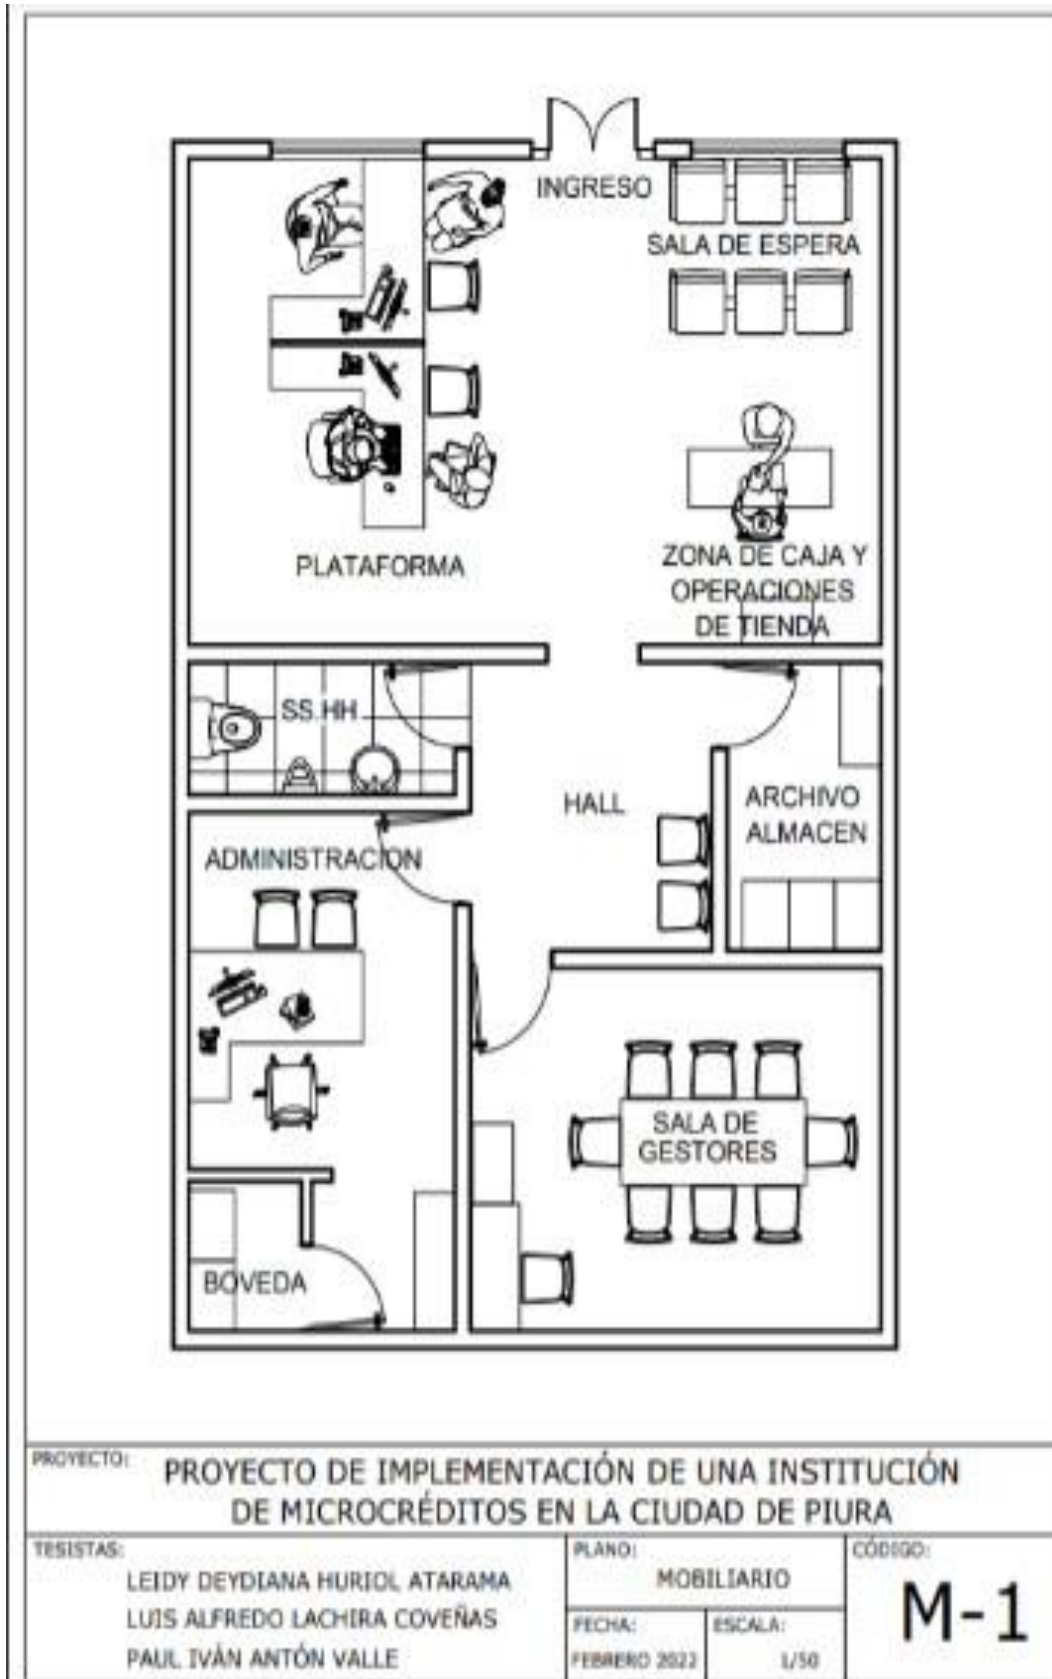 INGRESO
SALA DE ESPERA
PLATAFORMA
ZONA DE CAJA Y
OPERACIONES
DE TIENDA
SS.HH
HALL
ARCHIVO
ALMACEN
ADMINISTRACION
SALA DE
GESTORES
BOVEDA
PROYECTO:
PROYECTO DE IMPLEMENTACIÓN DE UNA INSTITUCIÓN
DE MICROCRÉDITOS EN LA CIUDAD DE PIURA
TESISTAS:
LEIDY DEYDIANA HURIOL ATARAMA
LUIS ALFREDO LACHIRA COVEÑAS
PAUL IVÀN ANTÓN VALLE
PLANO:
MOBILIARIO
FECHA:
FEBRERO 2022
ESCALA:
1/50
CÓDIGO:
M-1